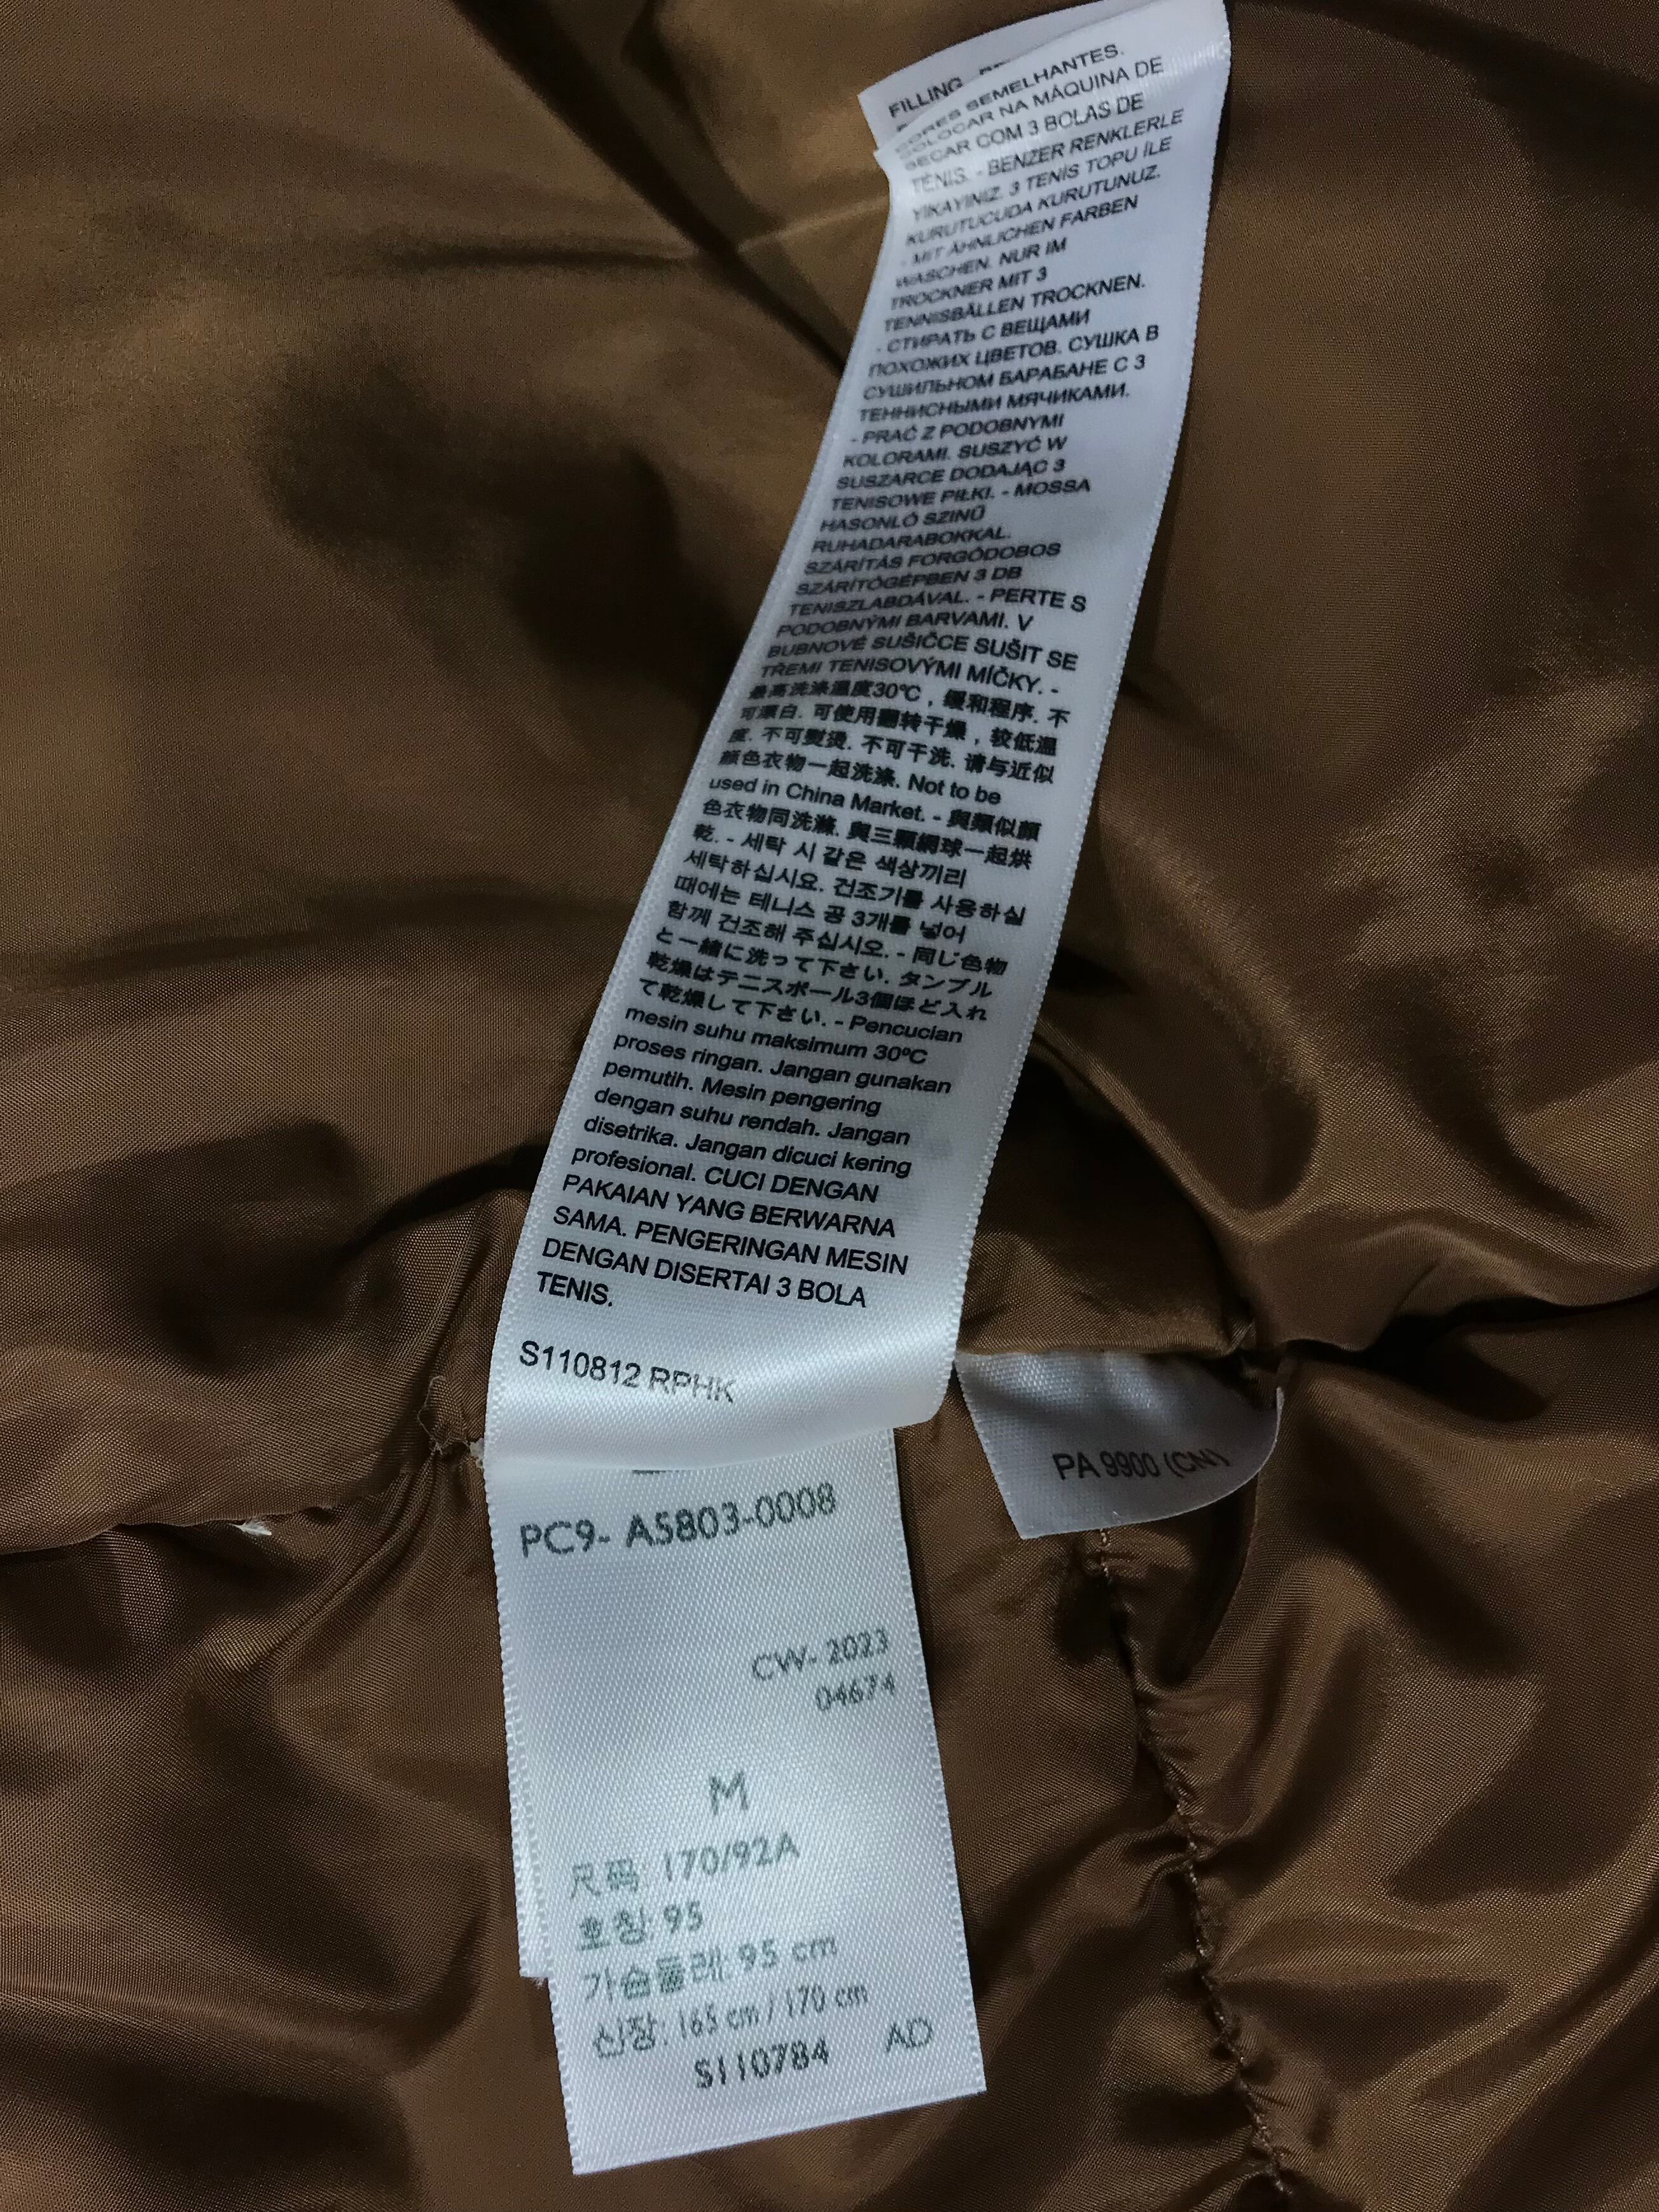 FILLING
CORES SEMELHANTES.
COLOCAR NA MÁQUINA DE
SECAR COM 3 BOLAS DE
TÉNIS. - BENZER RENKLERLE
YIKAYINIZ. 3 TENİS TOPU İLE
KURUTUCUDA KURUTUNUZ.
- MIT ÄHNLICHEN FARBEN
WASCHEN. NUR IM
TROCKNER MIT 3
TENNISBÄLLEN TROCKNEN.
- СТИРАТЬ С ВЕЩАМИ
ПОХОЖИХ ЦВЕТОВ. СУШКА В
СУШИЛЬНОМ БАРАБАНЕ С 3
ТЕННИСНЫМИ МЯЧИКАМИ.
- PRAĆ Z PODOBNYMI
KOLORAMI. SUSZYĆ W
SUSZARCE DODAJĄC 3
TENISOWE PIŁKI. - MOSSA
HASONLÓ SZINŰ
RUHADARABOKKAL.
SZÁRÍTÁS FORGÓDOBOS
SZÁRÍTÓGÉPBEN 3 DB
TENISZLABDÁVAL. - PERTE S
PODOBNÝMI BARVAMI. V
BUBNOVÉ SUŠIČCE SUŠIT SE
TŘEMI TENISOVÝMI MÍČKY. -
最高洗涤温度30℃ , 缓和程序. 不
可漂白. 可使用翻转干燥 , 较低温
度. 不可熨烫. 不可干洗. 请与近似
颜色衣物一起洗涤. Not to be
used in China Market. - 與類似顏
色衣物同洗滌. 與三顆網球一起烘
乾. - 세탁 시 같은 색상끼리
세탁하십시요. 건조기를 사용하실
때에는 테니스 공 3개를 넣어
함께 건조해 주십시오. - 同じ色物
と一緒に洗って下さい. タンブル
乾燥はテニスボール3個ほど入れ
て乾燥して下さい. - Pencucian
mesin suhu maksimum 30ºC
proses ringan. Jangan gunakan
pemutih. Mesin pengering
dengan suhu rendah. Jangan
disetrika. Jangan dicuci kering
profesional. CUCI DENGAN
PAKAIAN YANG BERWARNA
SAMA. PENGERINGAN MESIN
DENGAN DISERTAI 3 BOLA
TENIS.
S110812 RPHK
PA 9900 (CN)
PC9- A5803-0008
CW- 2023
04674
M
尺码: 170/92A
호칭: 95
가슴둘레: 95 cm
신장: 165 cm / 170 cm
S110784 AD